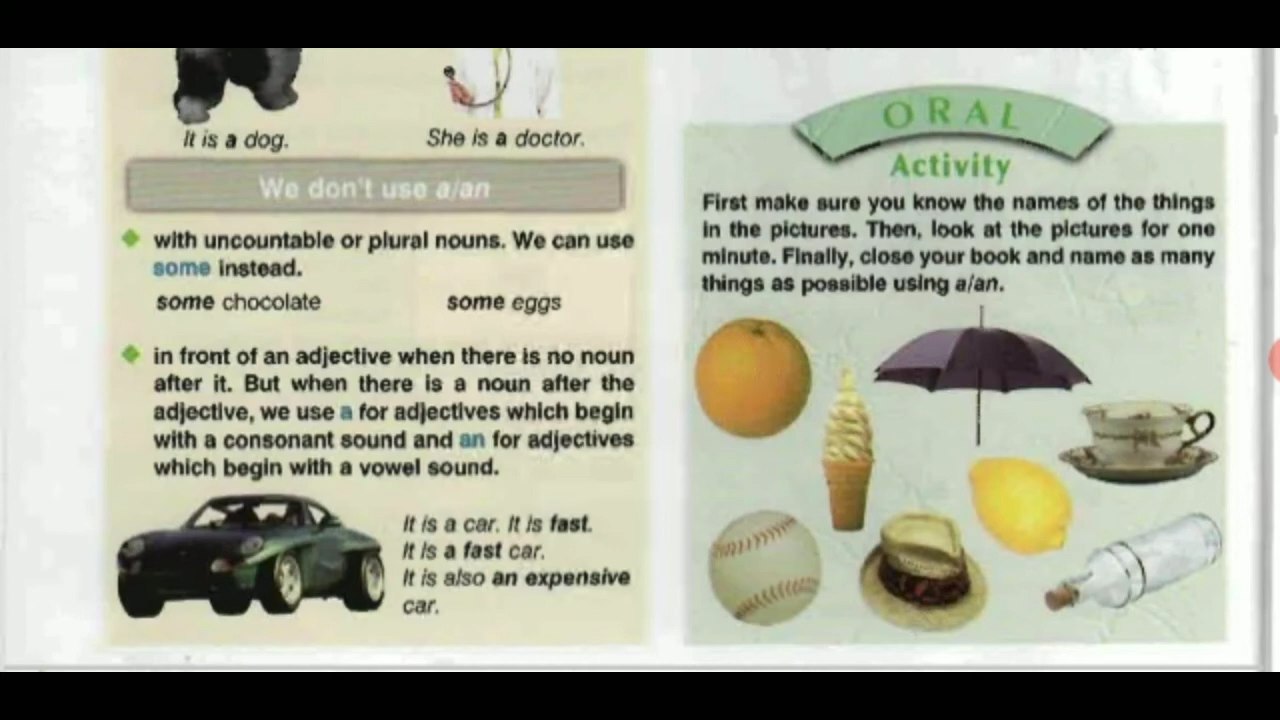 It is a dog.
She is a doctor.
We don't use a/an
with uncountable or plural nouns. We can use
some instead.
some chocolate
some eggs
in front of an adjective when there is no noun
after it. But when there is a noun after the
adjective, we use a for adjectives which begin
with a consonant sound and an for adjectives
which begin with a vowel sound.
It is a car. It is fast.
It is a fast car.
It is also an expensive
car.
ORAL
Activity
First make sure you know the names of the things
in the pictures. Then, look at the pictures for one
minute. Finally, close your book and name as many
things as possible using a/an.